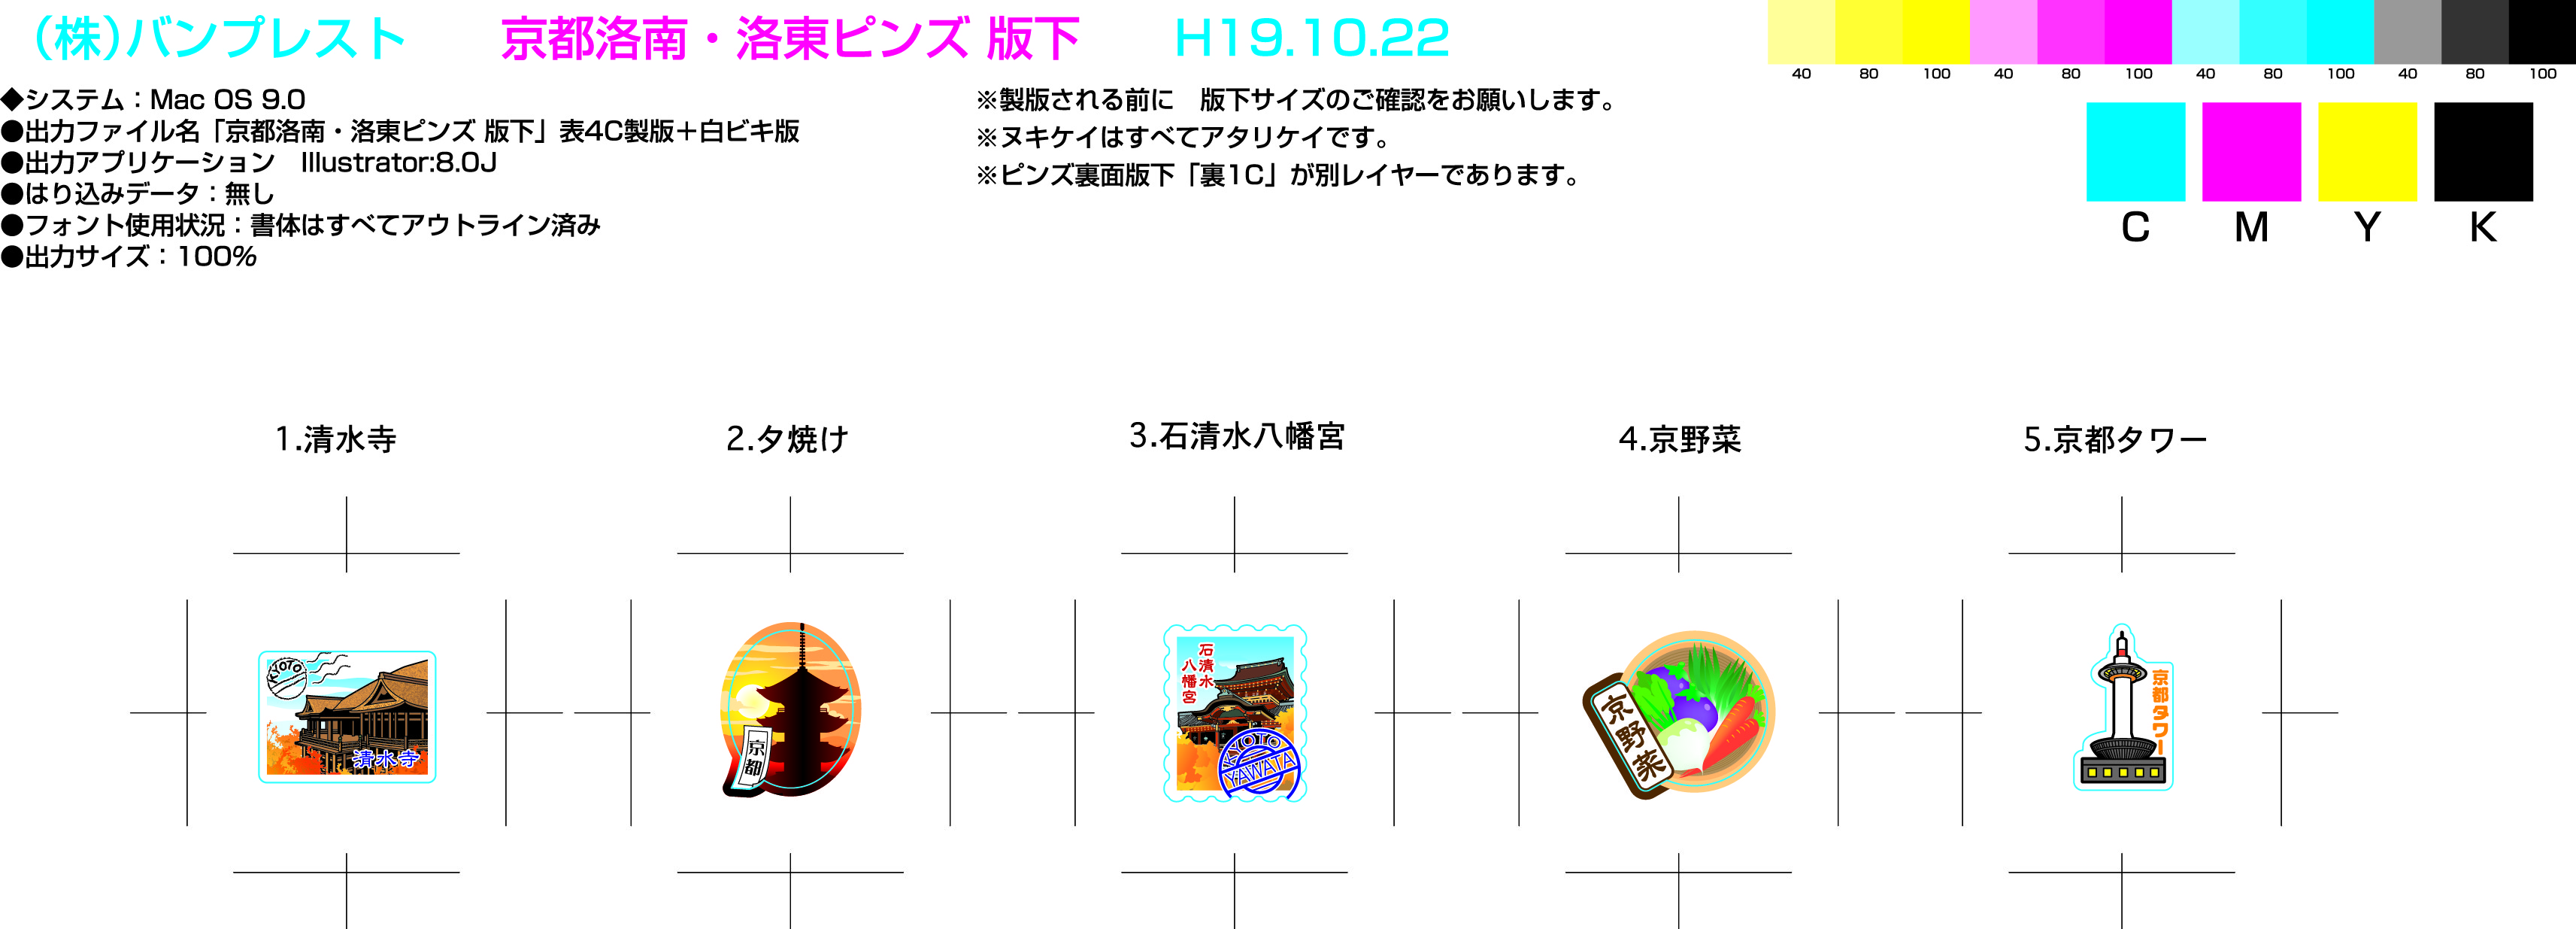 （株）バンプレスト　京都洛南・洛東ピンズ 版下　H19.10.22
40 80 100 40 80 100 40 80 100 40 80 100
◆システム：Mac OS 9.0
●出力ファイル名「京都洛南・洛東ピンズ 版下」表4C製版＋白ビキ版
●出力アプリケーション　Illustrator:8.0J
●はり込みデータ：無し
●フォント使用状況：書体はすべてアウトライン済み
●出力サイズ：100%
※製版される前に　版下サイズのご確認をお願いします。
※ヌキケイはすべてアタリケイです。
※ピンズ裏面版下「裏1C」が別レイヤーであります。
C M Y K
1.清水寺
2.夕焼け
3.石清水八幡宮
4.京野菜
5.京都タワー
KYOTO
清水寺
京都
石清水
八幡宮
KYOTO
YAWATA
京野菜
京都タワー